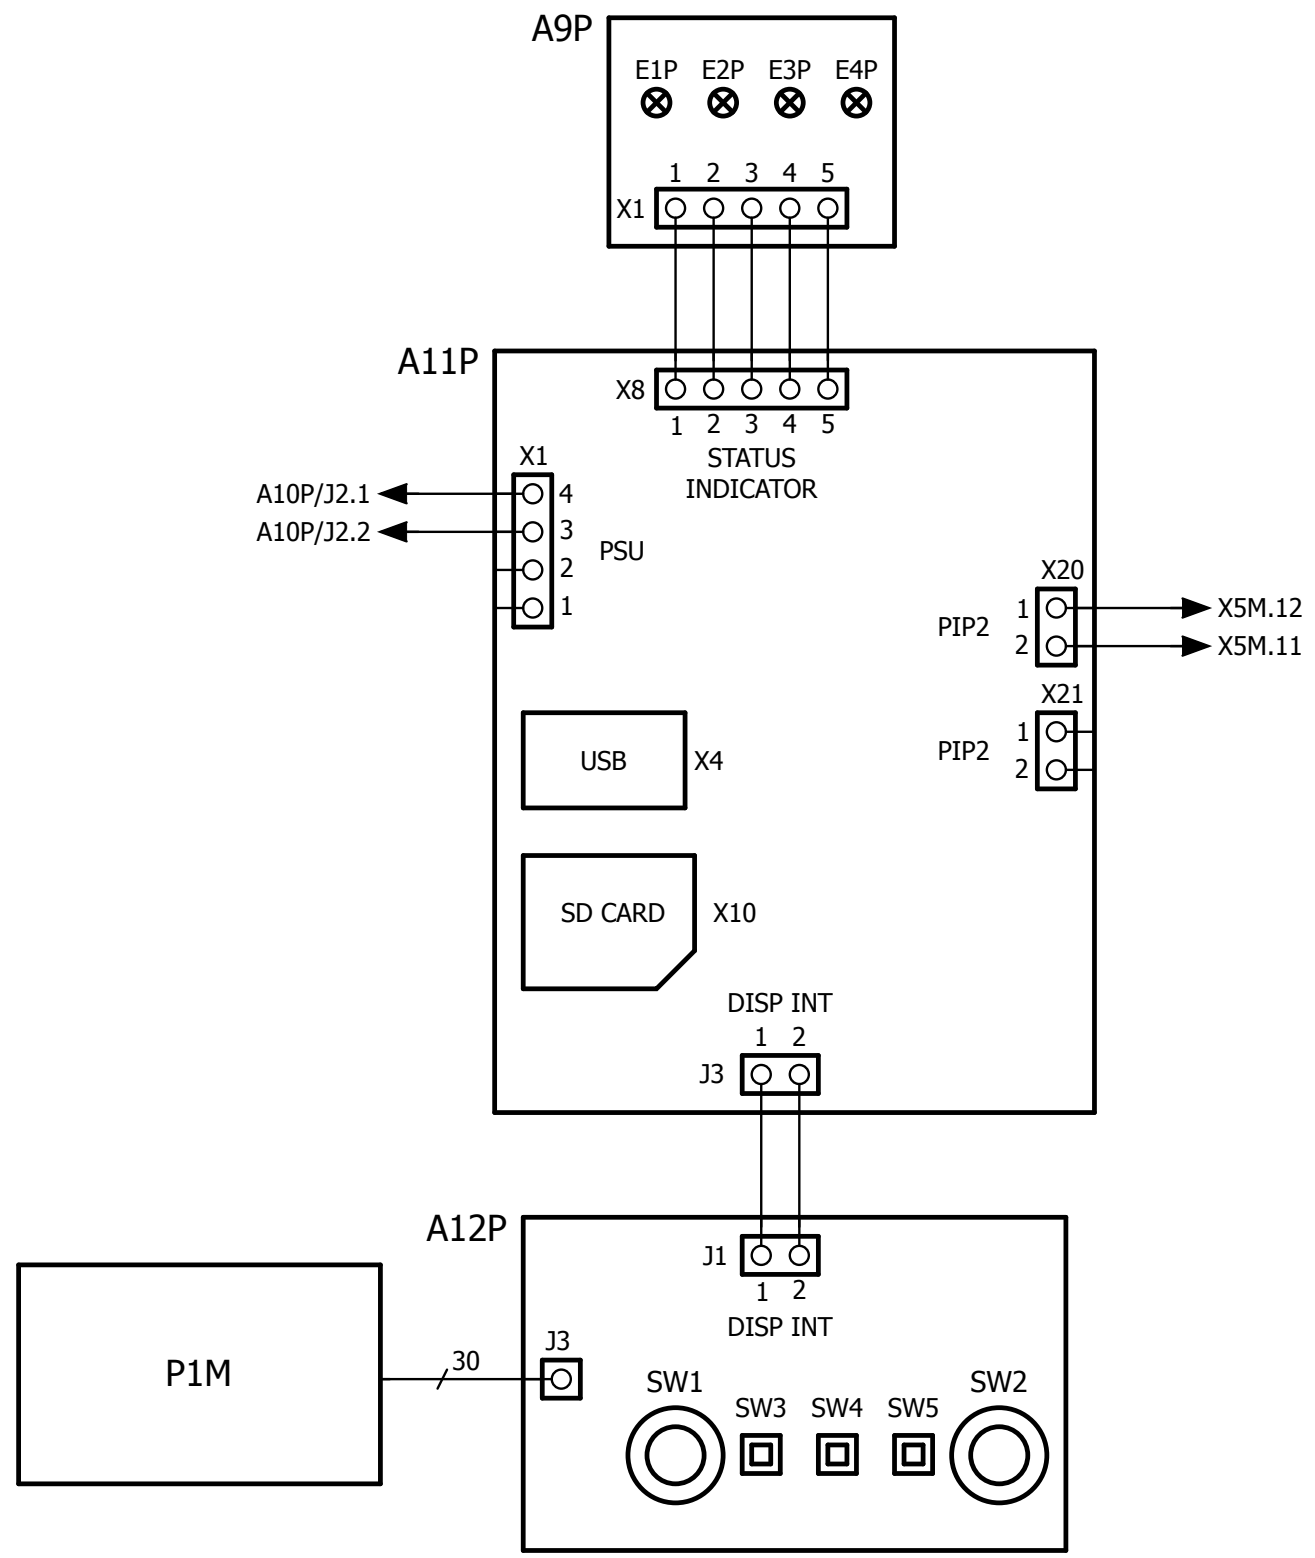 A9P
E1P E2P E3P E4P
1 2 3 4 5
X1
A11P
X8
1 2 3 4 5
STATUS
INDICATOR
X1
A10P/J2.1
4
A10P/J2.2
3
PSU
2
1
X20
PIP2
1
X5M.12
2
X5M.11
X21
PIP2
1
2
USB
X4
SD CARD
X10
DISP INT
1 2
J3
A12P
J1
1 2
DISP INT
P1M
30
J3
SW1
SW3 SW4 SW5
SW2